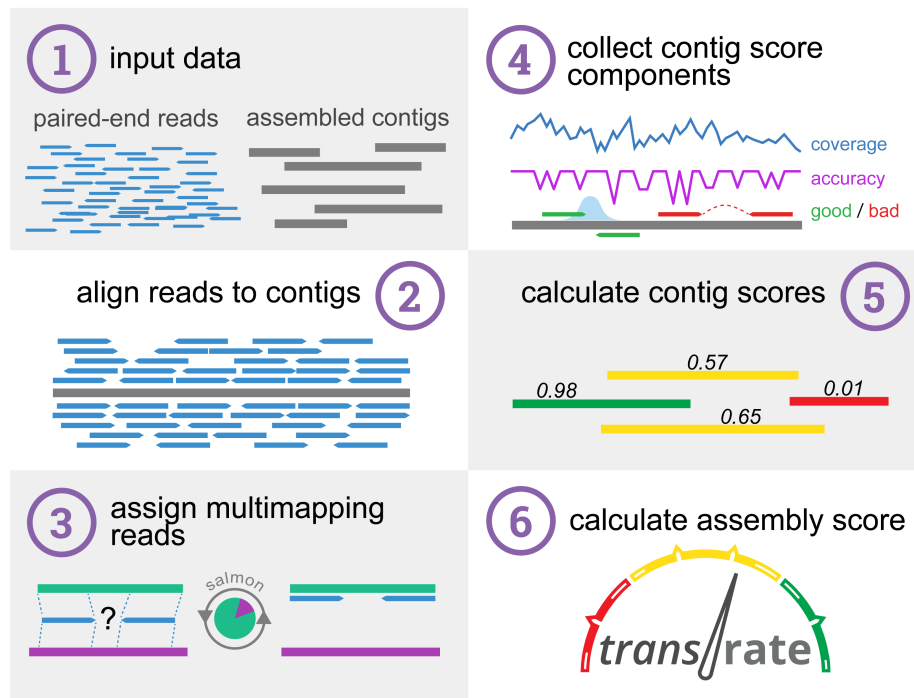 1
input data
paired-end reads
assembled contigs
2
align reads to contigs
3
assign multimapping
reads
?
salmon
4
collect contig score
components
coverage
accuracy
good / bad
5
calculate contig scores
0.57
0.98
0.01
0.65
6
calculate assembly score
trans rate